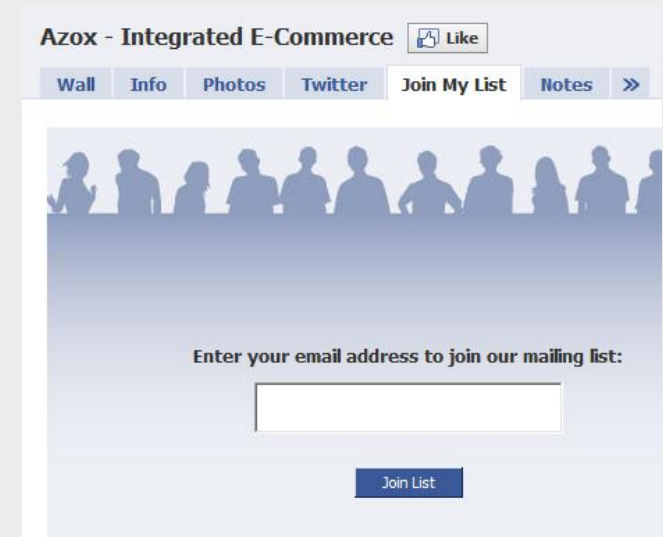 Azox - Integrated E-Commerce Like
Wall Info Photos Twitter Join My List Notes »
Enter your email address to join our mailing list:
Join List